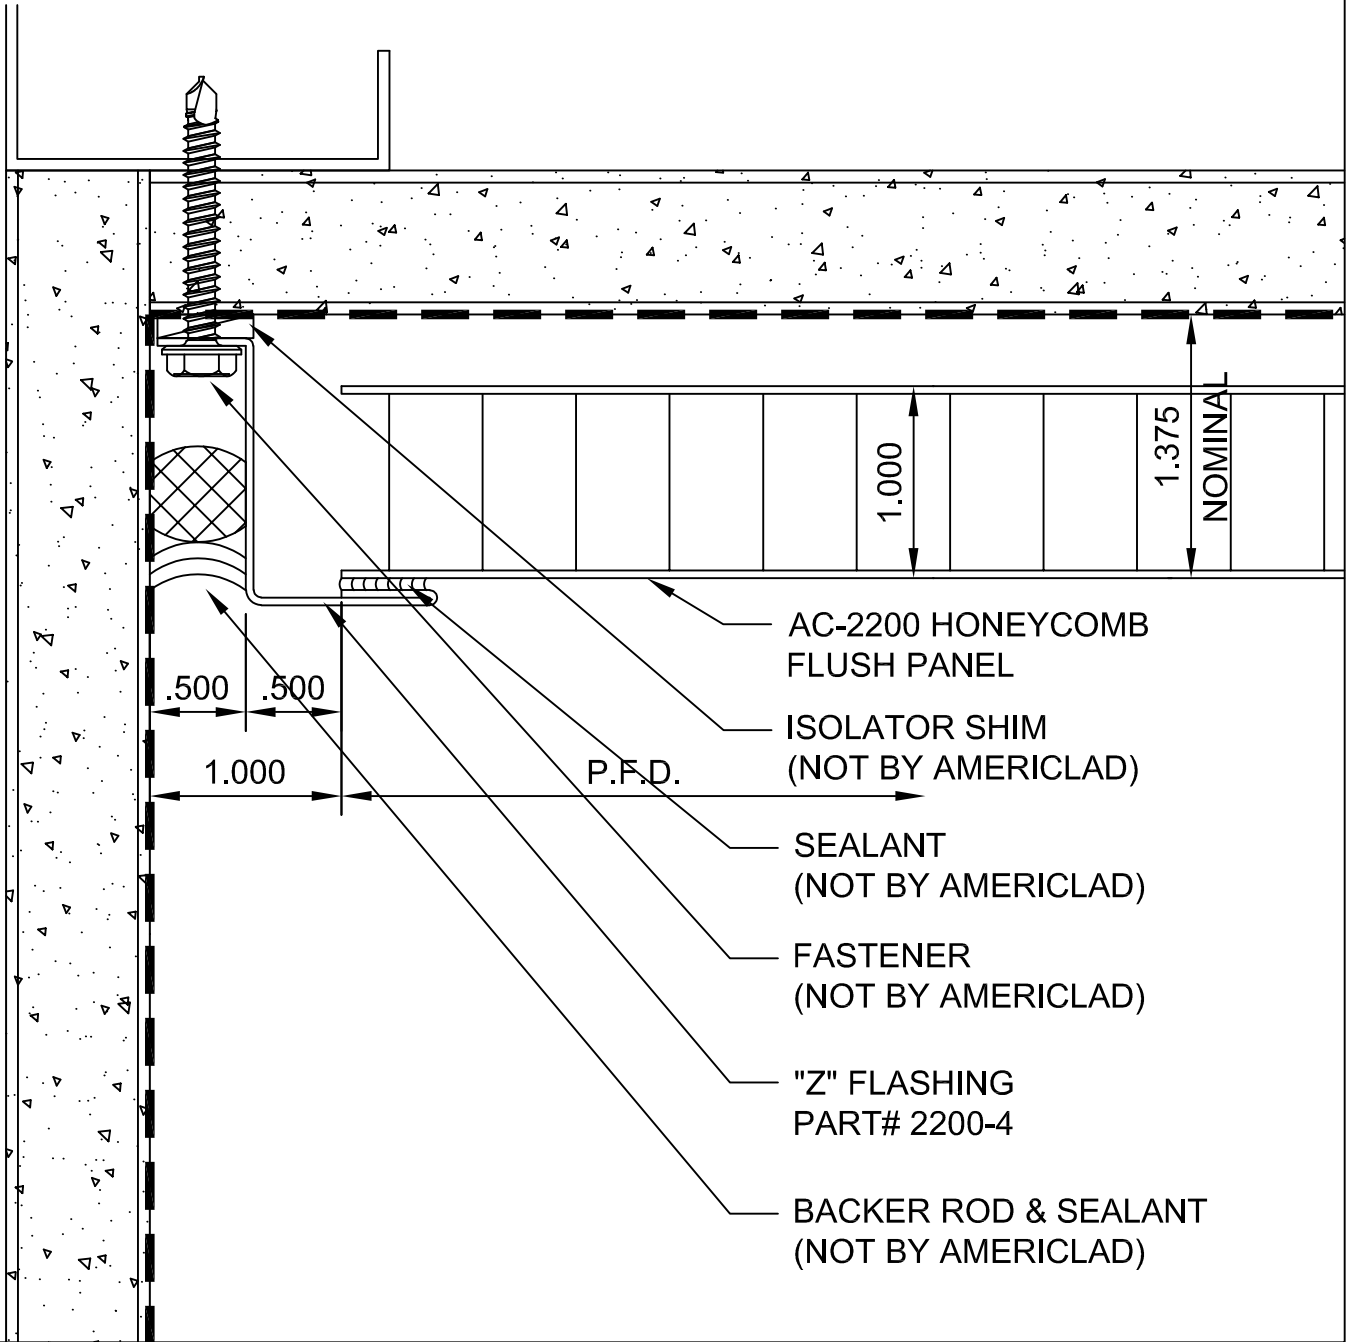 1.000
1.375
NOMINAL
AC-2200 HONEYCOMB
FLUSH PANEL
.500
.500
ISOLATOR SHIM
(NOT BY AMERICLAD)
1.000
P.F.D.
SEALANT
(NOT BY AMERICLAD)
FASTENER
(NOT BY AMERICLAD)
"Z" FLASHING
PART# 2200-4
BACKER ROD & SEALANT
(NOT BY AMERICLAD)